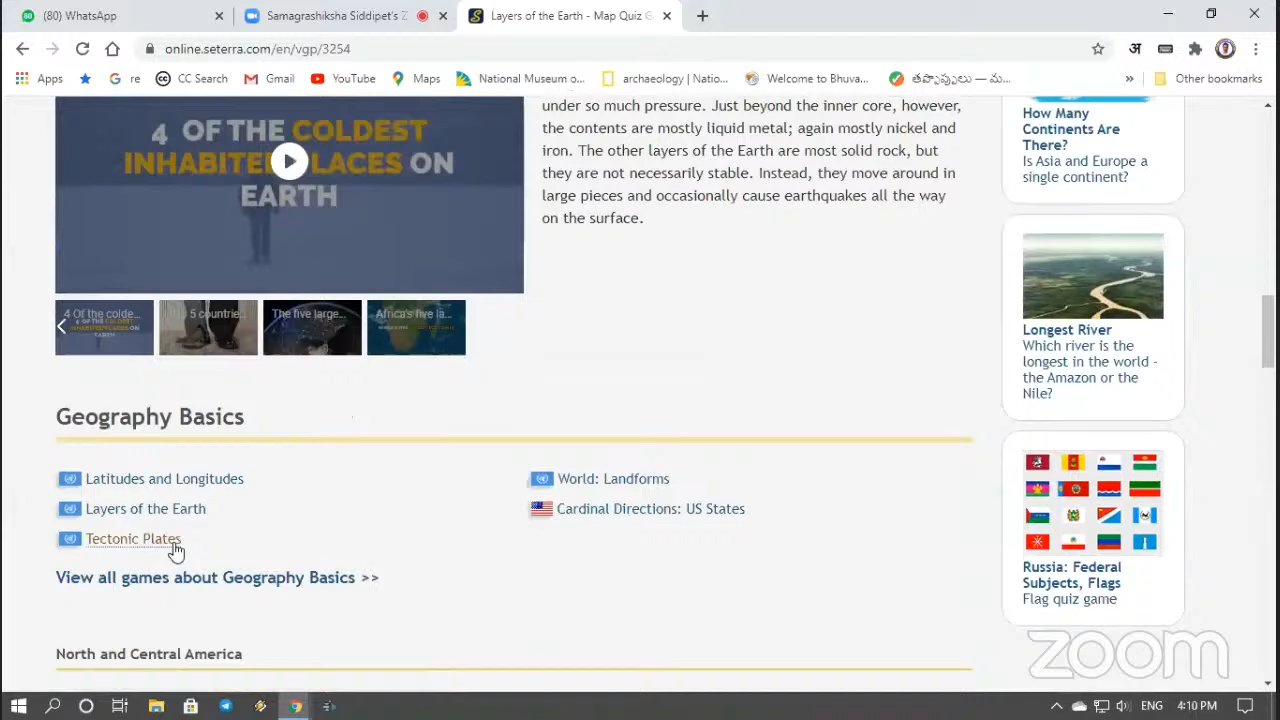 (80) WhatsApp
Samagrashiksha Siddipet's Z
Layers of the Earth - Map Quiz G
online.seterra.com/en/vgp/3254
अ
Apps
re
CC Search
Gmail
YouTube
Maps
National Museum o...
archaeology | Natio...
Welcome to Bhuva...
తప్పొప్పులు — మ...
»
Other bookmarks
4 OF THE COLDEST
INHABITED PLACES ON
EARTH
under so much pressure. Just beyond the inner core, however,
the contents are mostly liquid metal; again mostly nickel and
iron. The other layers of the Earth are most solid rock, but
they are not necessarily stable. Instead, they move around in
large pieces and occasionally cause earthquakes all the way
on the surface.
How Many
Continents Are
There?
Is Asia and Europe a
single continent?
4 Of the colde...
5 countrie...
The five large...
Africa's five la...
Longest River
Which river is the
longest in the world -
the Amazon or the
Nile?
Geography Basics
Latitudes and Longitudes
Layers of the Earth
Tectonic Plates
World: Landforms
Cardinal Directions: US States
View all games about Geography Basics >>
Russia: Federal
Subjects, Flags
Flag quiz game
North and Central America
zoom
ENG
4:10 PM